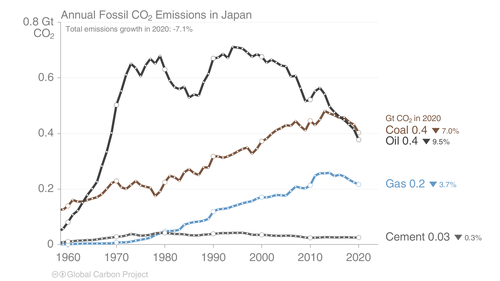 Annual Fossil CO₂ Emissions in Japan
0.8 Gt
CO₂
Total emissions growth in 2020: -7.1%
0.6
0.4
0.2
0
1960 1970 1980 1990 2000 2010 2020
Gt CO₂ in 2020
Coal 0.4 ▼ 7.0%
Oil 0.4 ▼ 9.5%
Gas 0.2 ▼ 3.7%
Cement 0.03 ▼ 0.3%
Global Carbon Project